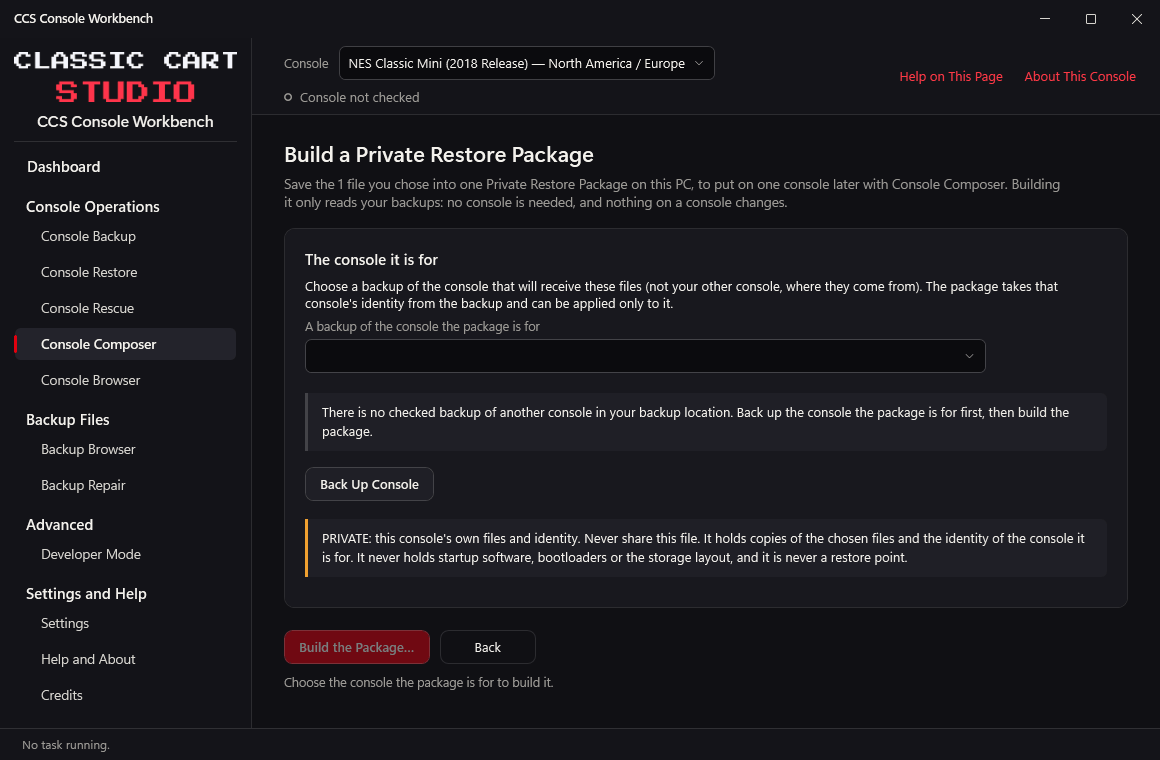 CCS Console Workbench
CLASSIC CART
STUDIO
CCS Console Workbench
Dashboard
Console Operations
Console Backup
Console Restore
Console Rescue
Console Composer
Console Browser
Backup Files
Backup Browser
Backup Repair
Advanced
Developer Mode
Settings and Help
Settings
Help and About
Credits
Console
NES Classic Mini (2018 Release) — North America / Europe
Console not checked
Help on This Page
About This Console
Build a Private Restore Package
Save the 1 file you chose into one Private Restore Package on this PC, to put on one console later with Console Composer. Building
it only reads your backups: no console is needed, and nothing on a console changes.
The console it is for
Choose a backup of the console that will receive these files (not your other console, where they come from). The package takes that
console's identity from the backup and can be applied only to it.
A backup of the console the package is for
There is no checked backup of another console in your backup location. Back up the console the package is for first, then build the
package.
Back Up Console
PRIVATE: this console's own files and identity. Never share this file. It holds copies of the chosen files and the identity of the console it
is for. It never holds startup software, bootloaders or the storage layout, and it is never a restore point.
Build the Package...
Back
Choose the console the package is for to build it.
No task running.